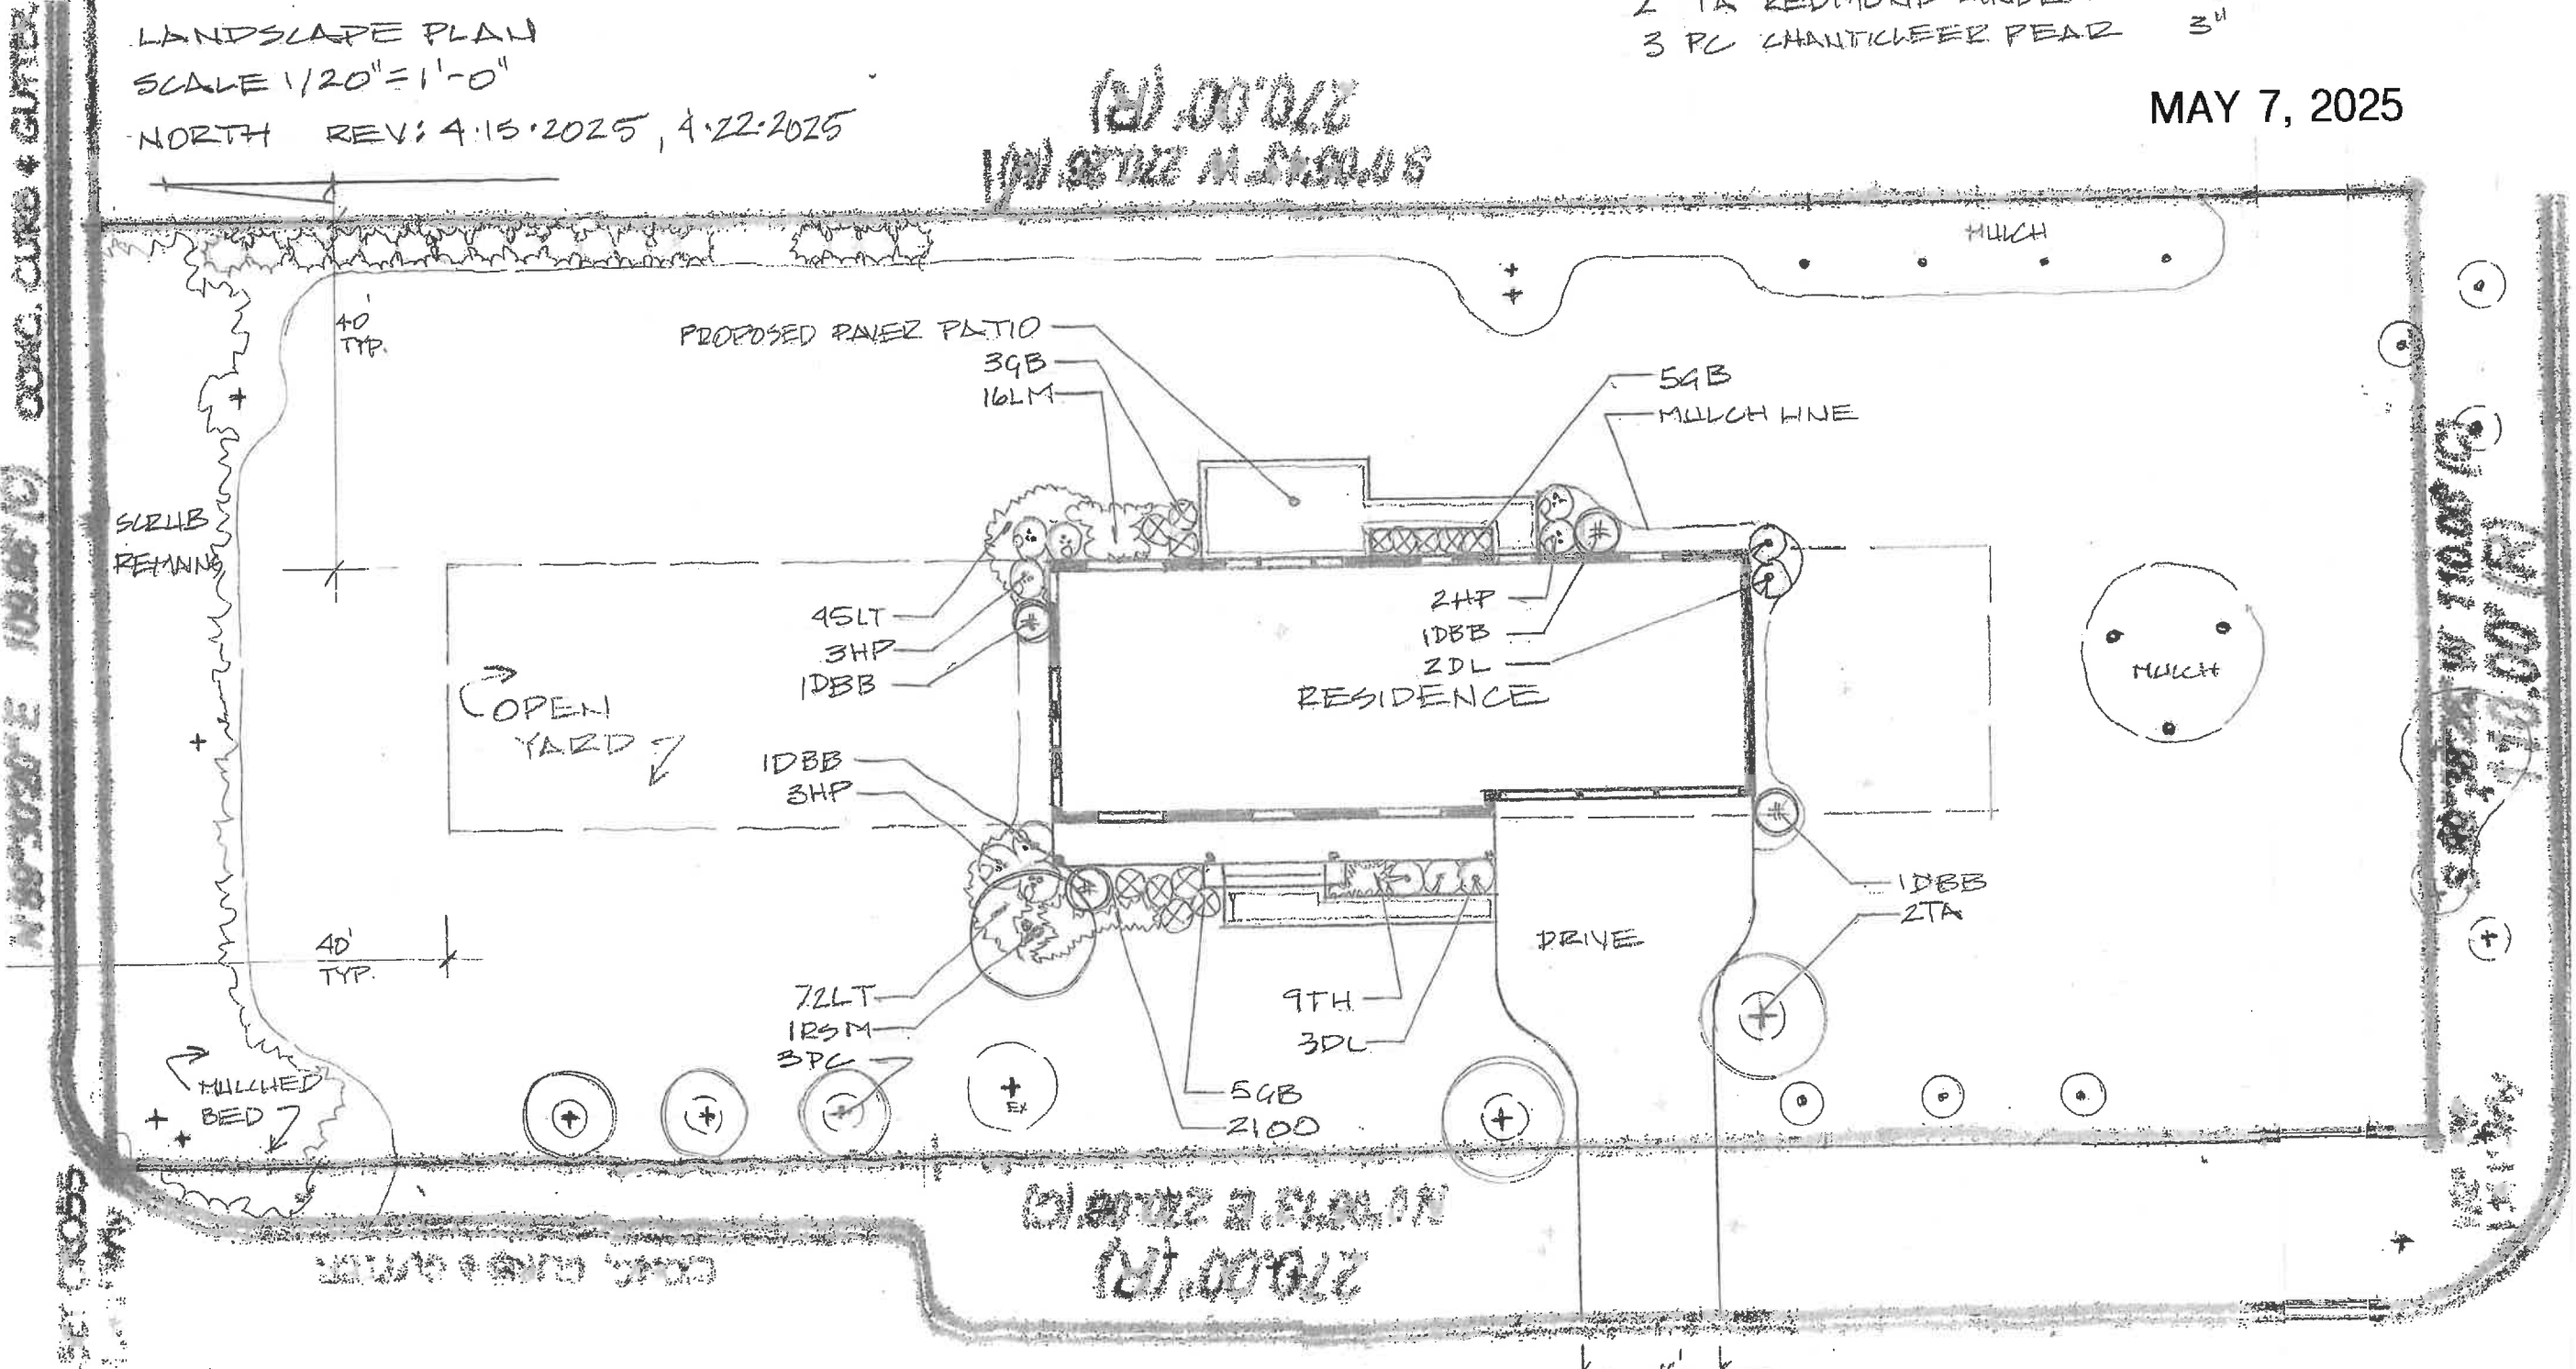 LANDSCAPE PLAN
SCALE 1/20"=1'-0"
NORTH REV: 4.15.2025, 4.22.2025
2 TA REDMOND
3 PC CHANTICLEER PEAR 3"
MAY 7, 2025
CONC. CURB & GUTTER
270.00' (R)
MULCH
40'
TYP.
PROPOSED PAVER PATIO
3GB
16LM
5GB
MULCH LINE
SCRUB
REMAINS
45LT
3HP
1DBB
2HP
1DBB
2DL
RESIDENCE
OPEN
YARD
MULCH
110.00' (R)
1DBB
3HP
1DBB
2TA
DRIVE
40'
TYP.
72LT
1RSM
3PC
9TH
3DL
EX
5GB
2100
MULCHED
BED
270.00' (R)
CONC. CURB & GUTTER